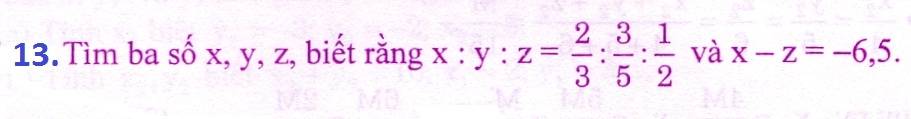 13. Tìm ba số x, y, z, biết rằng x : y : z = 2/3 : 3/5 : 1/2 và x – z = –6,5.